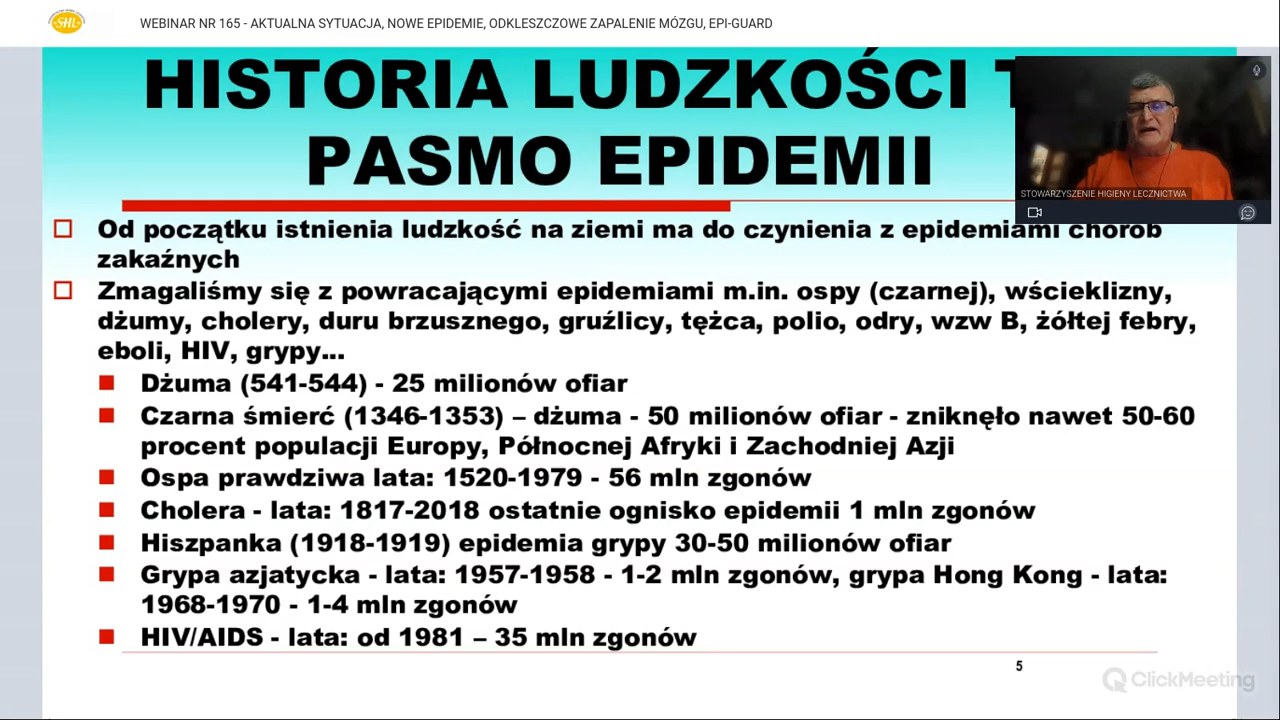 SHL
WEBINAR NR 165 - AKTUALNA SYTUACJA, NOWE EPIDEMIE, ODKLESZCZOWE ZAPALENIE MÓZGU, EPI-GUARD
HISTORIA LUDZKOŚCI T
PASMO EPIDEMII
STOWARZYSZENIE HIGIENY LECZNICTWA
Od początku istnienia ludzkość na ziemi ma do czynienia z epidemiami chorób
zakaźnych
Zmagaliśmy się z powracającymi epidemiami m.in. ospy (czarnej), wścieklizny,
dżumy, cholery, duru brzusznego, gruźlicy, tężca, polio, odry, wzw B, żółtej febry,
eboli, HIV, grypy...
Dżuma (541-544) - 25 milionów ofiar
Czarna śmierć (1346-1353) – dżuma - 50 milionów ofiar - zniknęło nawet 50-60
procent populacji Europy, Północnej Afryki i Zachodniej Azji
Ospa prawdziwa lata: 1520-1979 - 56 mln zgonów
Cholera - lata: 1817-2018 ostatnie ognisko epidemii 1 mln zgonów
Hiszpanka (1918-1919) epidemia grypy 30-50 milionów ofiar
Grypa azjatycka - lata: 1957-1958 - 1-2 mln zgonów, grypa Hong Kong - lata:
1968-1970 - 1-4 mln zgonów
HIV/AIDS - lata: od 1981 – 35 mln zgonów
5
ClickMeeting